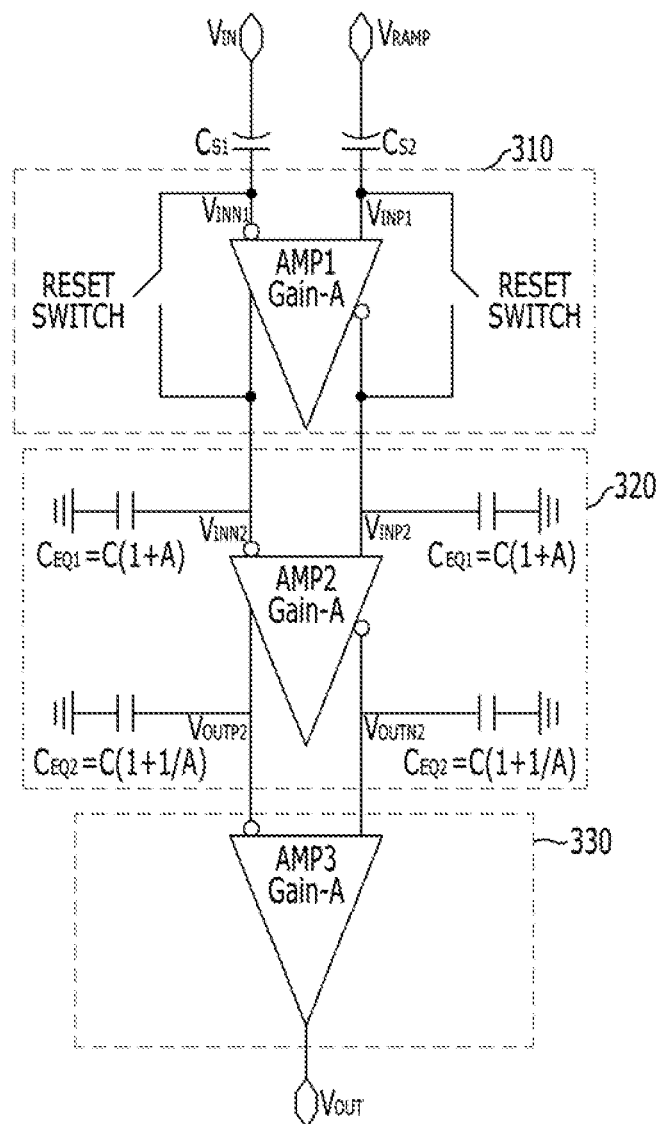 VIN VRAMP
CS1 CS2
310
VINN1 VINP1
AMP1
Gain-A
RESET
SWITCH
RESET
SWITCH
320
VINN2 VINP2
CEQ1=C(1+A) CEQ1=C(1+A)
AMP2
Gain-A
VOUTP2 VOUTN2
CEQ2=C(1+1/A) CEQ2=C(1+1/A)
330
AMP3
Gain-A
VOUT